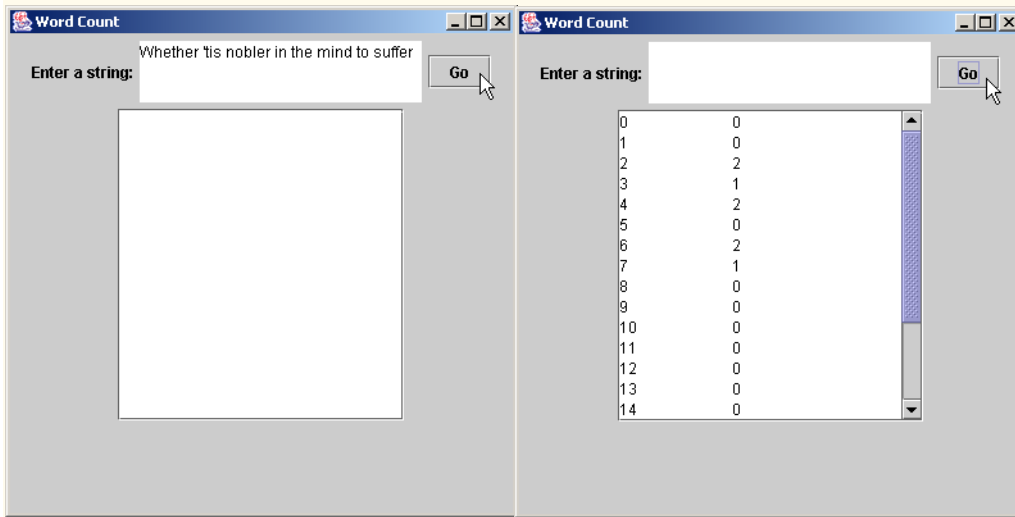 Word Count
Whether 'tis nobler in the mind to suffer
Enter a string:
Go
Word Count
Enter a string:
Go
0 0
1 0
2 2
3 1
4 2
5 0
6 2
7 1
8 0
9 0
10 0
11 0
12 0
13 0
14 0